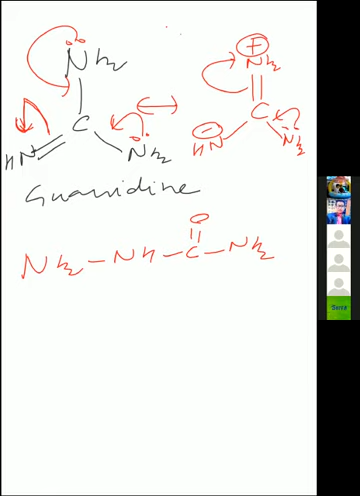 NH2 NH2
C C
HN NH2 HN NH2
Guanidine
O
NH2 - NH - C - NH2